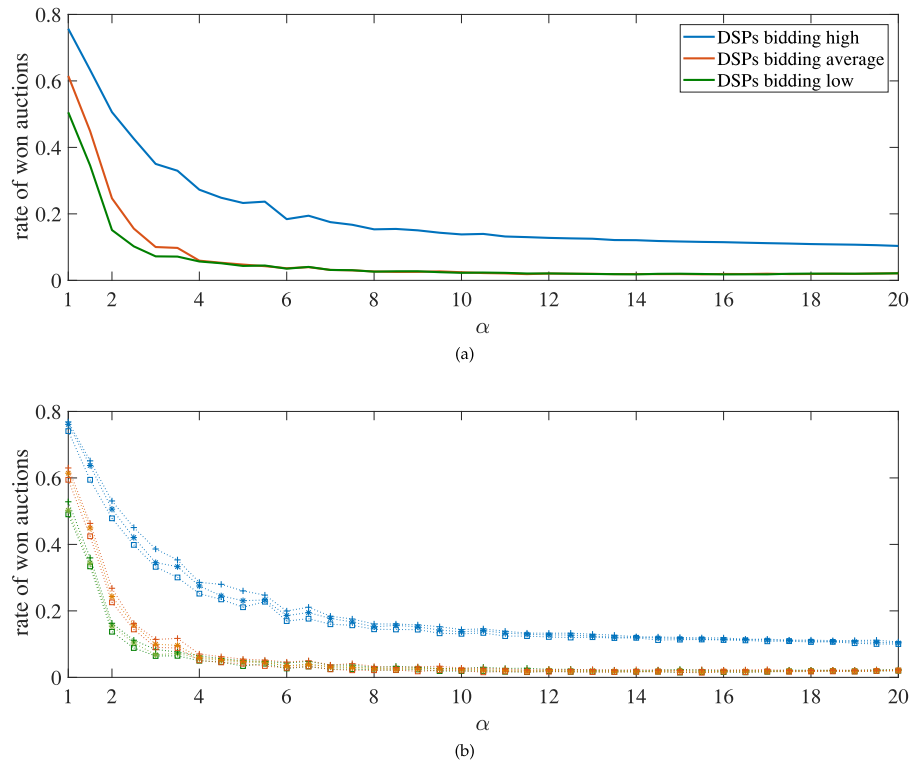 0.8
0.6
0.4
0.2
0
rate of won auctions
DSPs bidding high
DSPs bidding average
DSPs bidding low
1 2 4 6 8 10 12 14 16 18 20
α
(a)
0.8
0.6
0.4
0.2
0
rate of won auctions
1 2 4 6 8 10 12 14 16 18 20
α
(b)